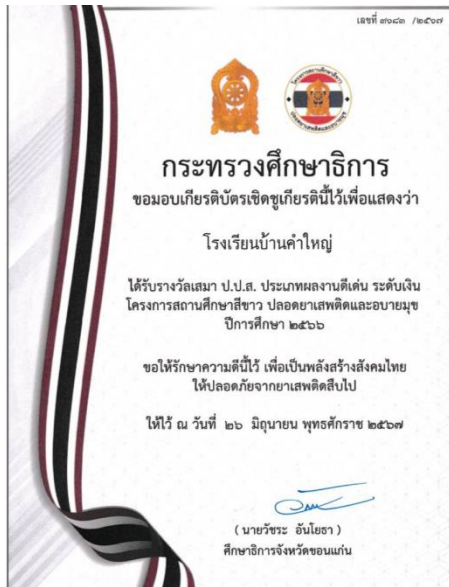 เลขที่ ๙๐๘๓ /๒๕๖๗
กระทรวงศึกษาธิการ
ขอมอบเกียรติบัตรเชิดชูเกียรตินี้ไว้เพื่อแสดงว่า
โรงเรียนบ้านคำใหญ่
ได้รับรางวัลเสมา ป.ป.ส. ประเภทผลงานดีเด่น ระดับเงิน
โครงการสถานศึกษาสีขาว ปลอดยาเสพติดและอบายมุข
ปีการศึกษา ๒๕๖๖
ขอให้รักษาความดีนี้ไว้ เพื่อเป็นพลังสร้างสังคมไทย
ให้ปลอดภัยจากยาเสพติดสืบไป
ให้ไว้ ณ วันที่ ๒๖ มิถุนายน พุทธศักราช ๒๕๖๗
( นายวัชระ อันโยธา )
ศึกษาธิการจังหวัดขอนแก่น